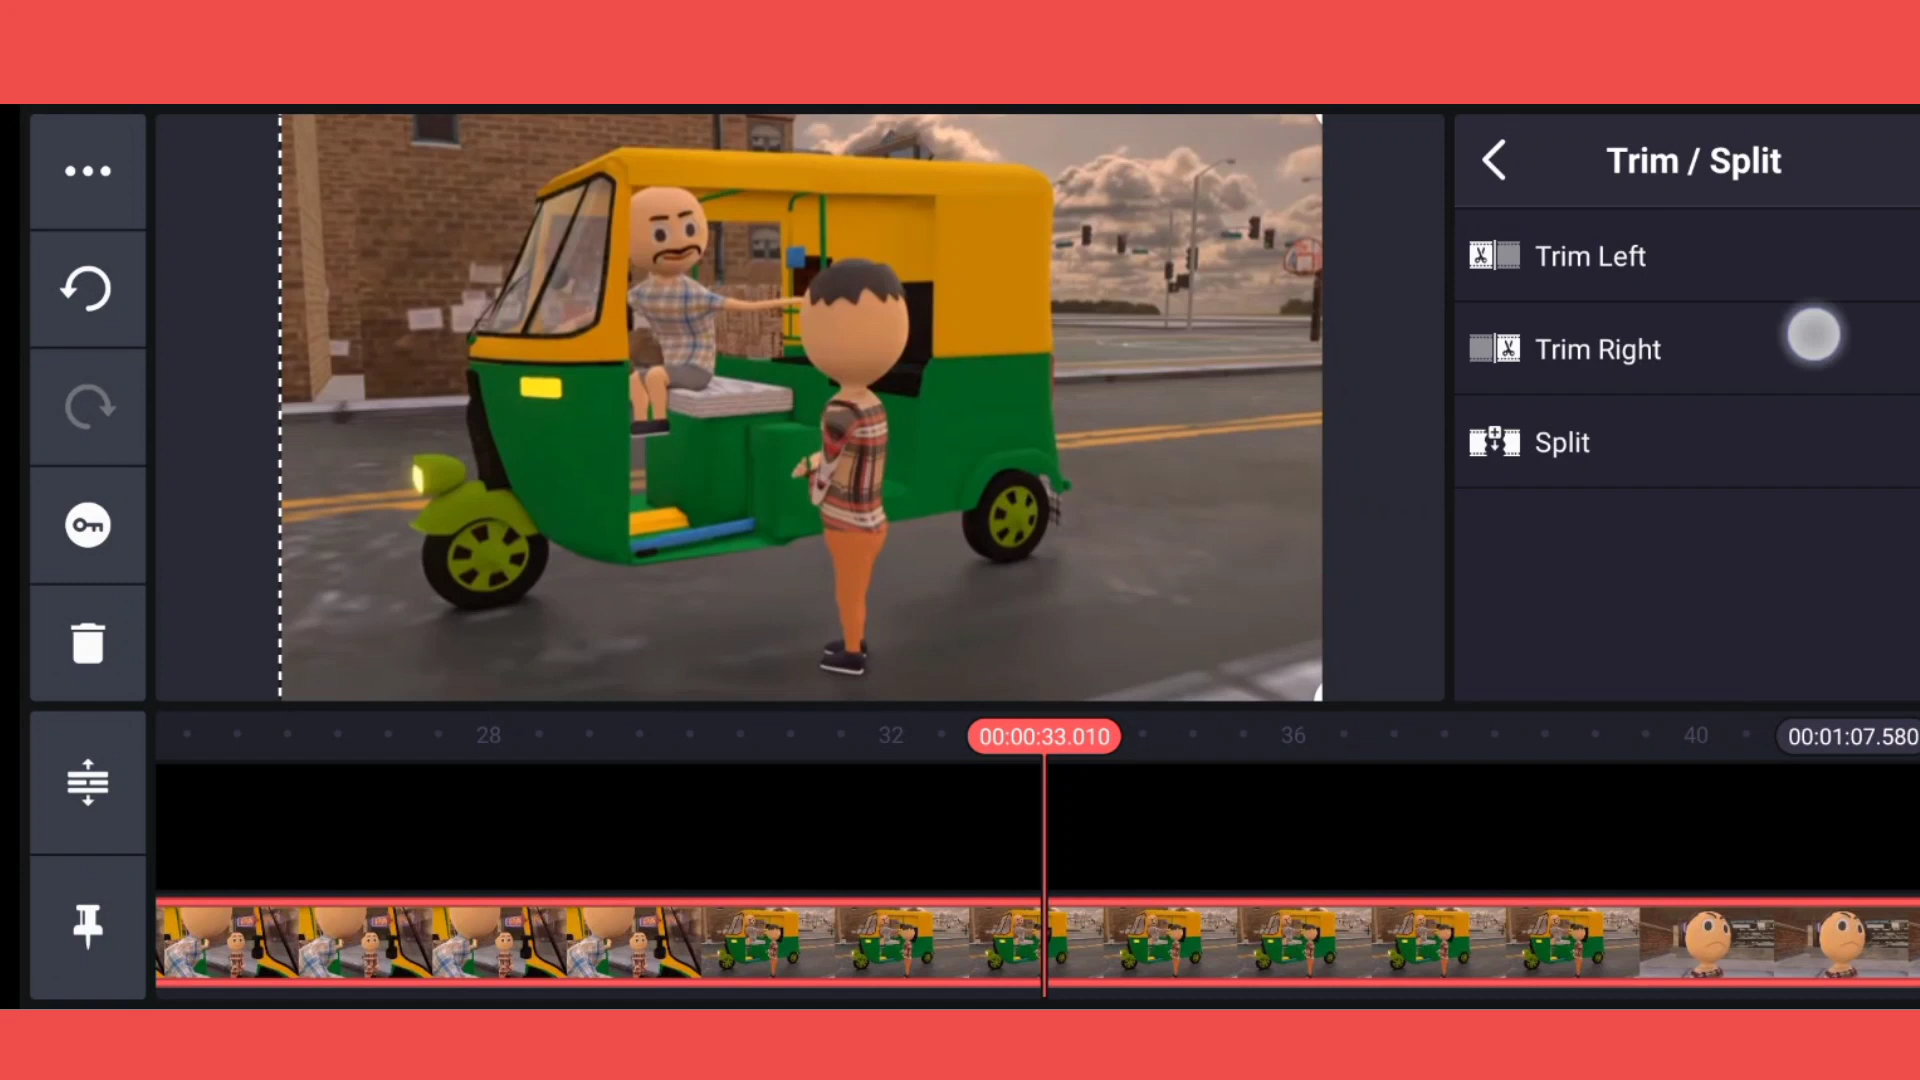 Trim / Split
Trim Left
Trim Right
Split
28
32
00:00:33.010
36
40
00:01:07.580